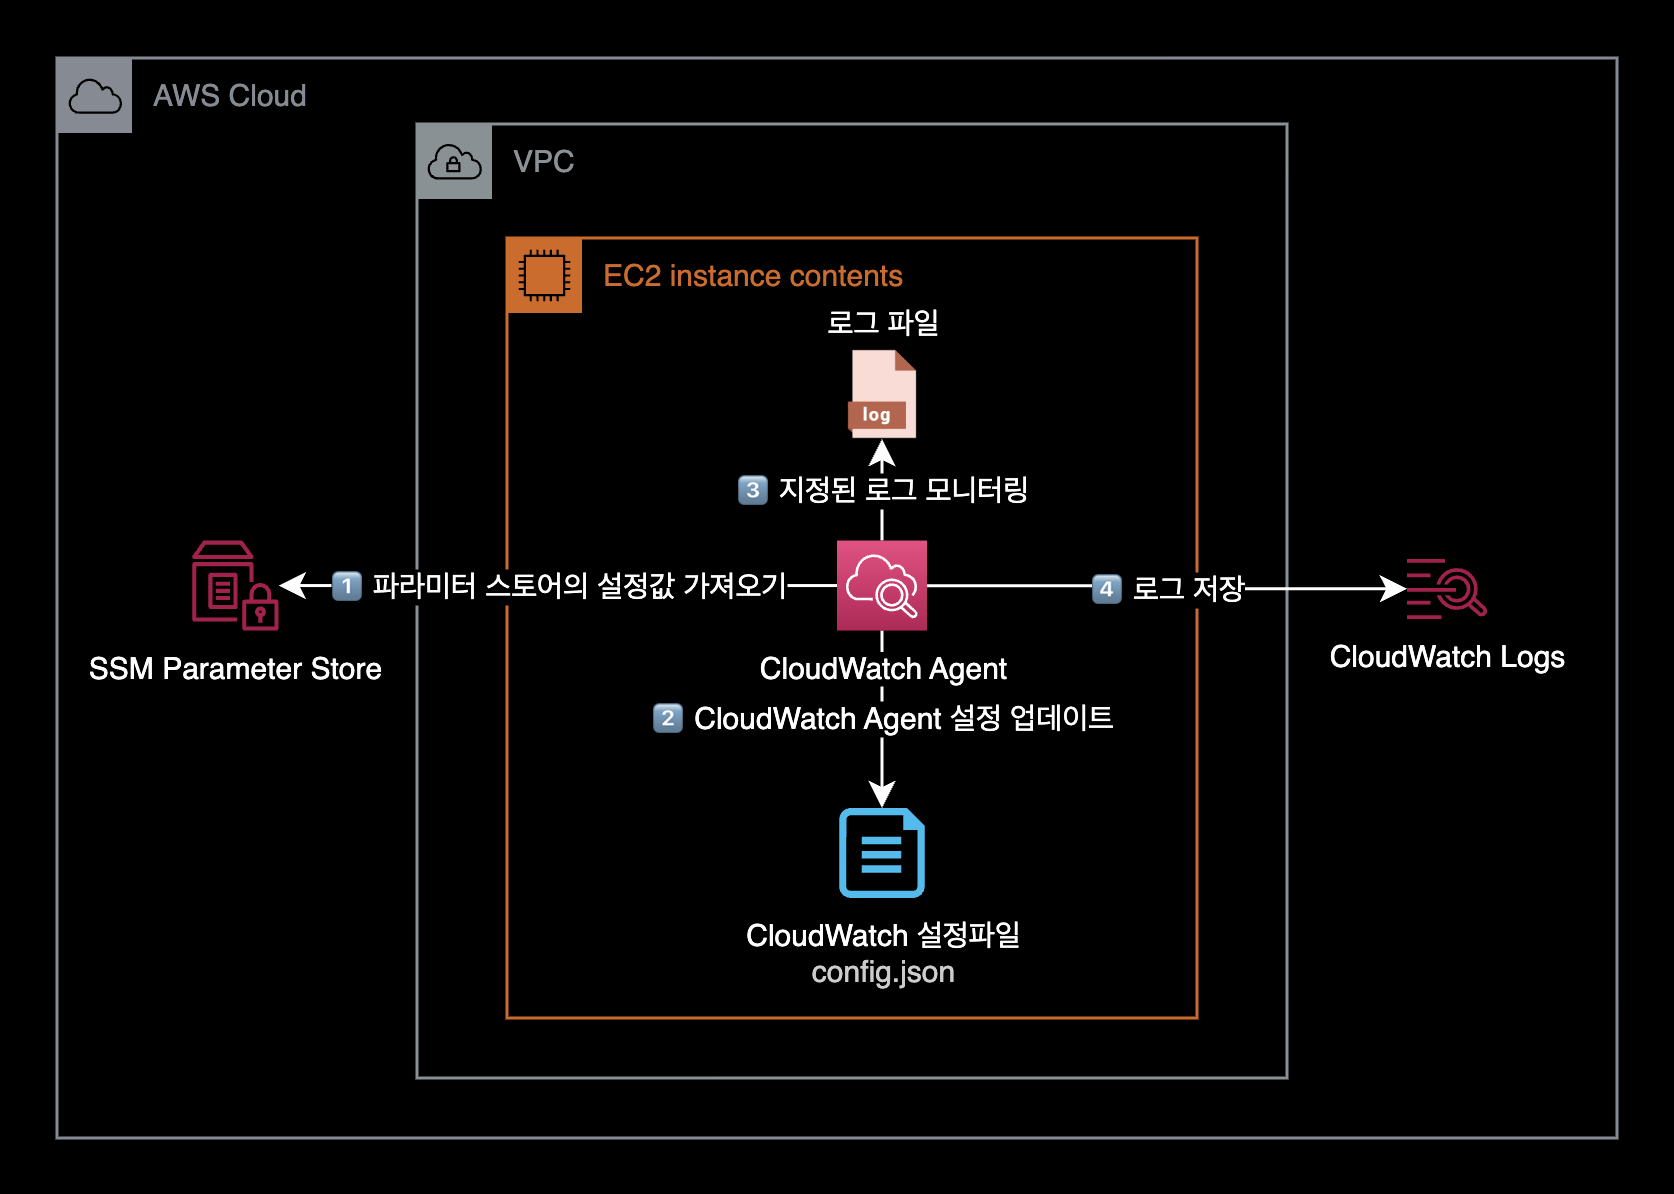 AWS Cloud
VPC
EC2 instance contents
로그 파일
log
3 지정된 로그 모니터링
1 파라미터 스토어의 설정값 가져오기
4 로그 저장
SSM Parameter Store
CloudWatch Agent
CloudWatch Logs
2 CloudWatch Agent 설정 업데이트
CloudWatch 설정파일
config.json